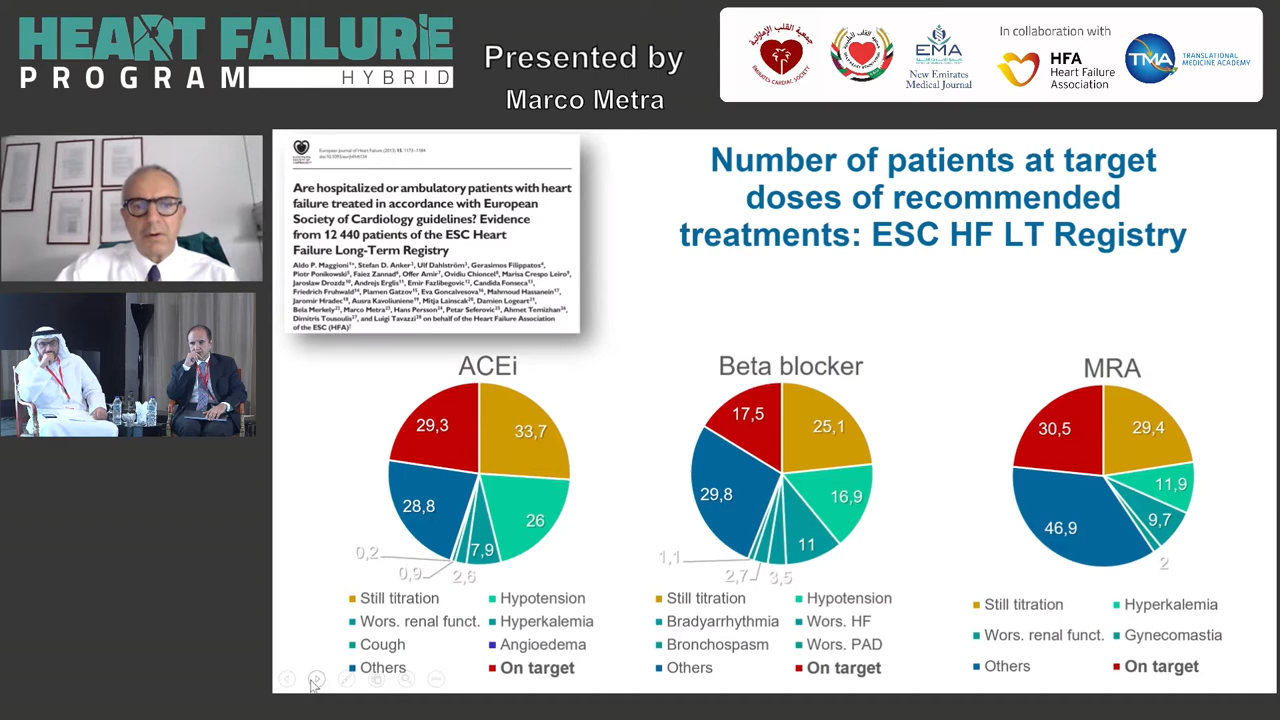 HEART FAILURE
PROGRAM HYBRID
Presented by
Marco Metra
EMA
New Emirates
Medical Journal
In collaboration with
HFA
Heart Failure
Association
TMA
TRANSLATIONAL
MEDICINE ACADEMY
European Journal of Heart Failure (2013) 15, 1173–1184
Are hospitalized or ambulatory patients with heart
failure treated in accordance with European
Society of Cardiology guidelines? Evidence
from 12 440 patients of the ESC Heart
Failure Long-Term Registry
Aldo P. Maggioni, Stefan D. Anker, Ulf Dahlström, Gerasimos Filippatos,
Piotr Ponikowski, Faiez Zannad, Offer Amir, Ovidiu Chioncel, Marisa Crespo Leiro,
Jaroslaw Drozdz, Andrejs Erglis, Emir Fazlibegovic, Candida Fonseca,
Friedrich Fruhwald, Plamen Gatzov, Eva Goncalvesova, Mahmoud Hassanein,
Jaromir Hradec, Ausra Kavoliuniene, Mitja Lainscak, Damien Logeart,
Bela Merkely, Marco Metra, Hans Persson, Petar Seferovic, Ahmet Temizhan,
Dimitris Tousoulis, and Luigi Tavazzi on behalf of the Heart Failure Association
of the ESC (HFA)
Number of patients at target
doses of recommended
treatments: ESC HF LT Registry
ACEi
29,3
33,7
28,8
26
7,9
0,2
0,9
2,6
Still titration
Hypotension
Wors. renal funct.
Hyperkalemia
Cough
Angioedema
Others
On target
Beta blocker
17,5
25,1
29,8
16,9
11
1,1
2,7
3,5
Still titration
Hypotension
Bradyarrhythmia
Wors. HF
Bronchospasm
Wors. PAD
Others
On target
MRA
30,5
29,4
11,9
46,9
9,7
2
Still titration
Hyperkalemia
Wors. renal funct.
Gynecomastia
Others
On target